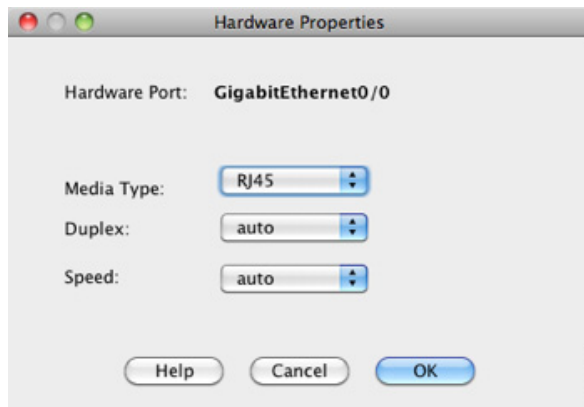 Hardware Properties
Hardware Port: GigabitEthernet0/0
Media Type: RJ45
Duplex: auto
Speed: auto
Help Cancel OK